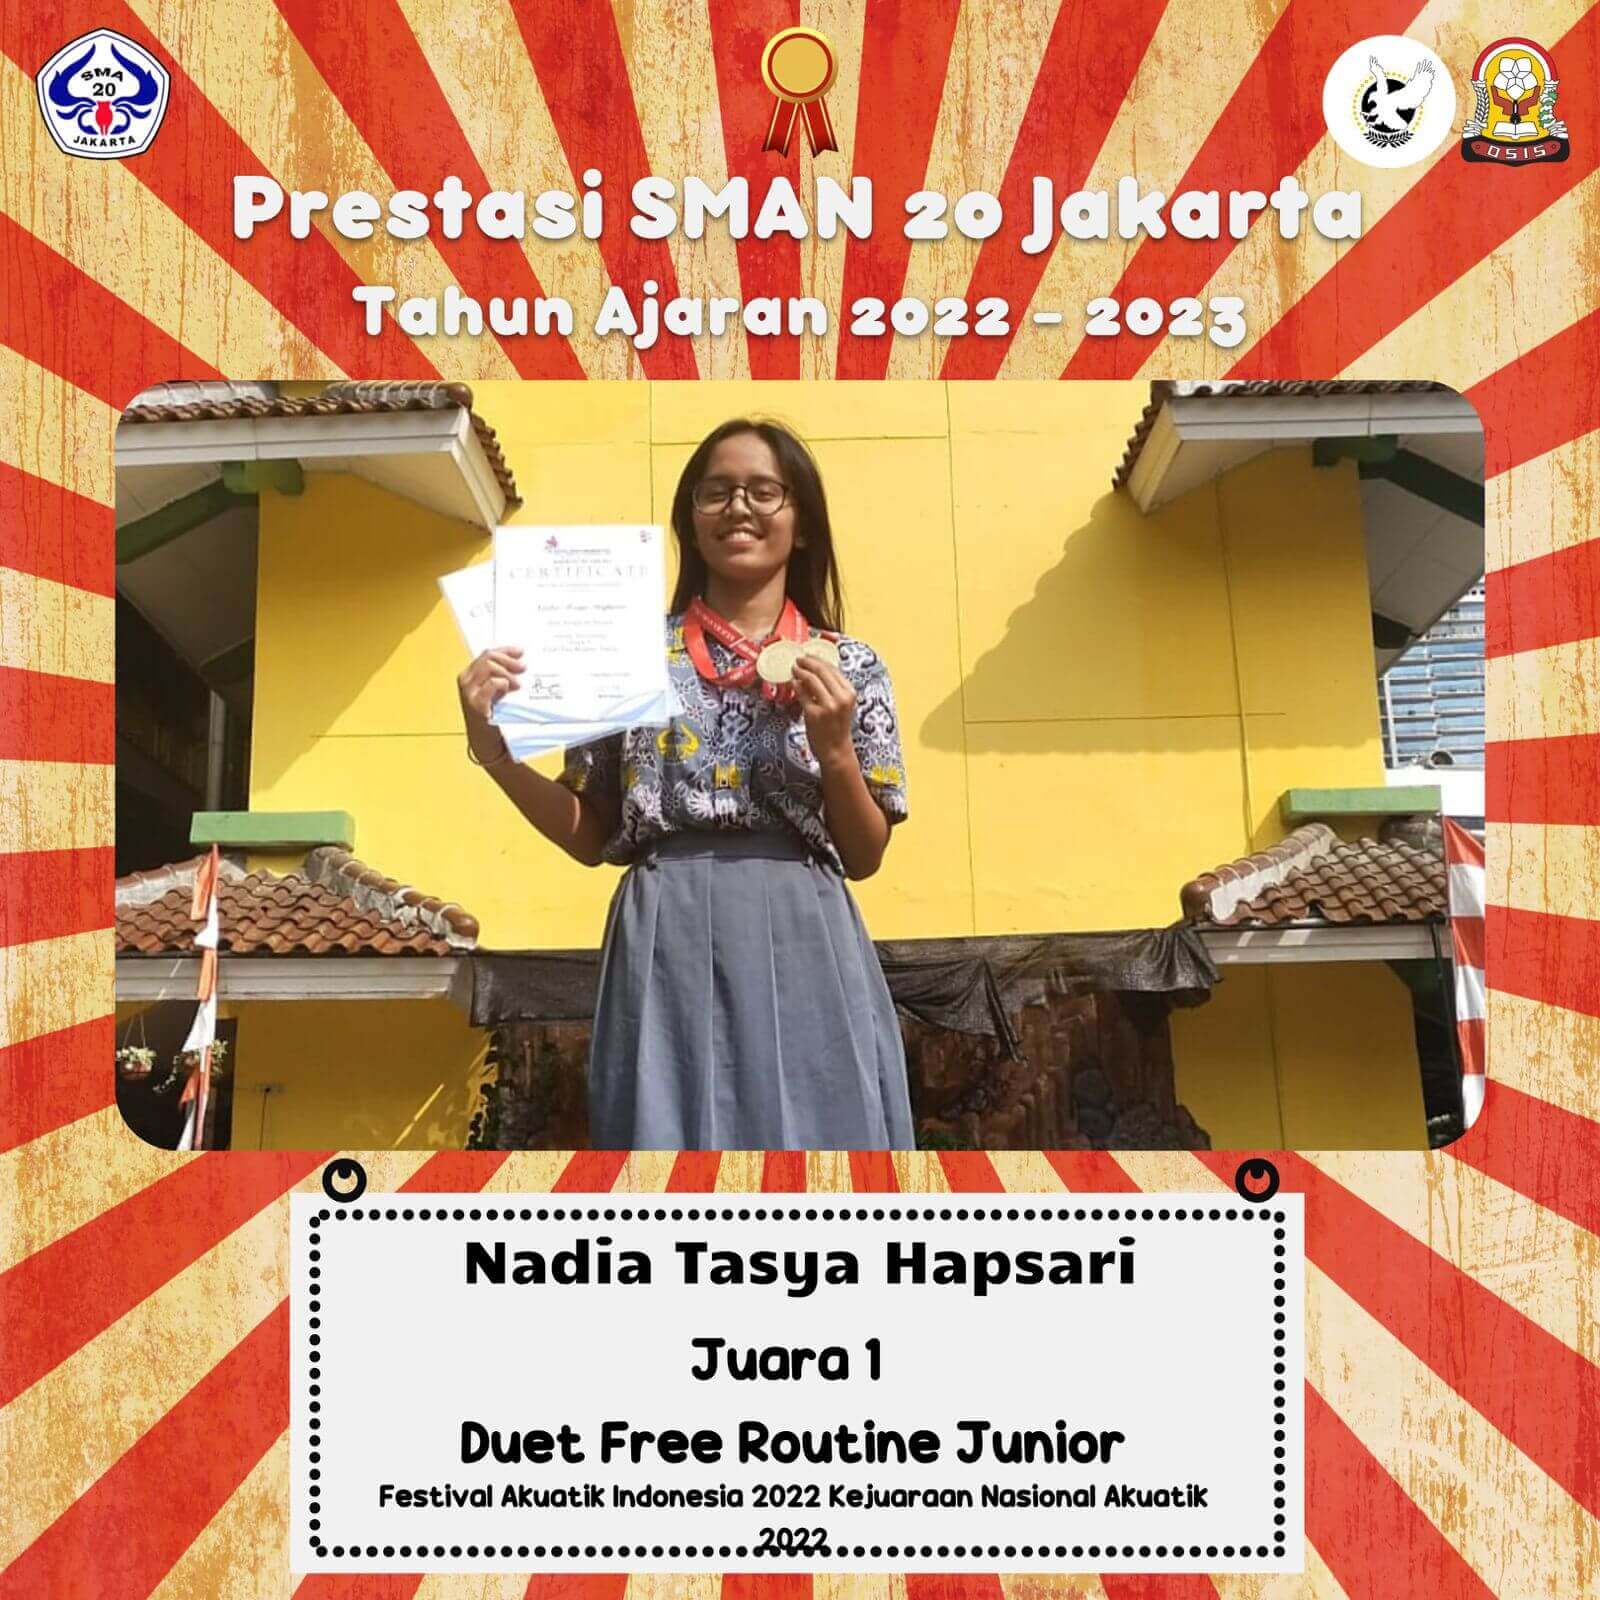 SMA
20
JAKARTA
OSIS
Prestasi SMAN 20 Jakarta
Tahun Ajaran 2022 - 2023
CERTIFICATE
Nadia Tasya Hapsari
Juara 1
Duet Free Routine Junior
Festival Akuatik Indonesia 2022 Kejuaraan Nasional Akuatik
2022